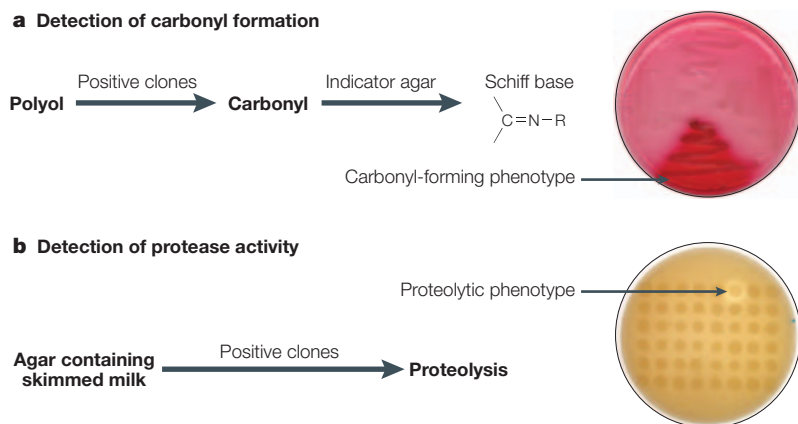 a Detection of carbonyl formation
Positive clones
Indicator agar
Schiff base
Polyol
Carbonyl
C=N–R
Carbonyl-forming phenotype
b Detection of protease activity
Proteolytic phenotype
Positive clones
Agar containing
skimmed milk
Proteolysis